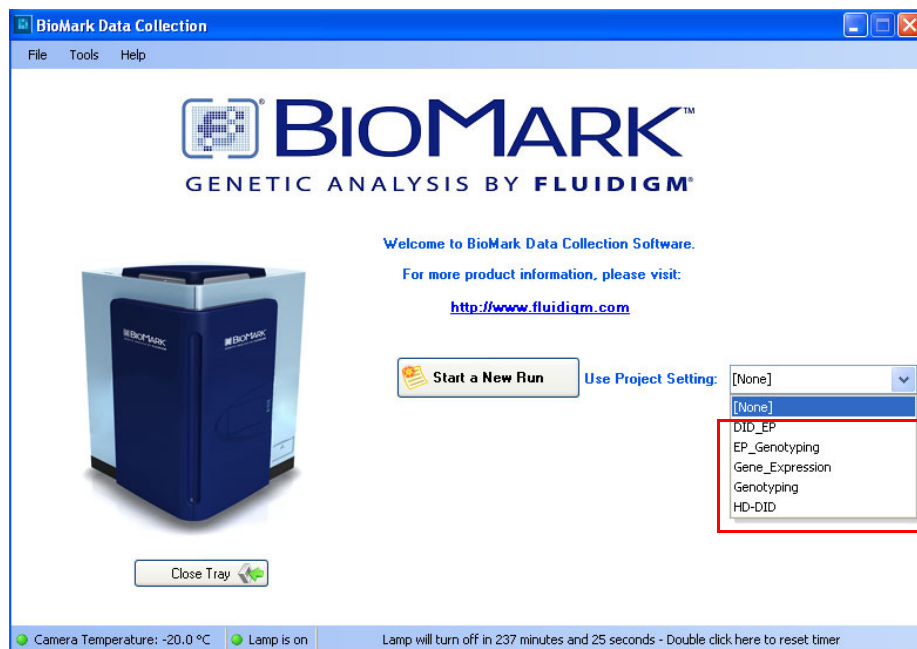 BioMark Data Collection
File Tools Help
BIOMARK™
GENETIC ANALYSIS BY FLUIDIGM®
Welcome to BioMark Data Collection Software.
For more product information, please visit:
http://www.fluidigm.com
Start a New Run
Use Project Setting:
[None]
[None]
DID_EP
EP_Genotyping
Gene_Expression
Genotyping
HD-DID
BIOMARK
BIOMARK
Close Tray
Camera Temperature: -20.0 °C
Lamp is on
Lamp will turn off in 237 minutes and 25 seconds - Double click here to reset timer